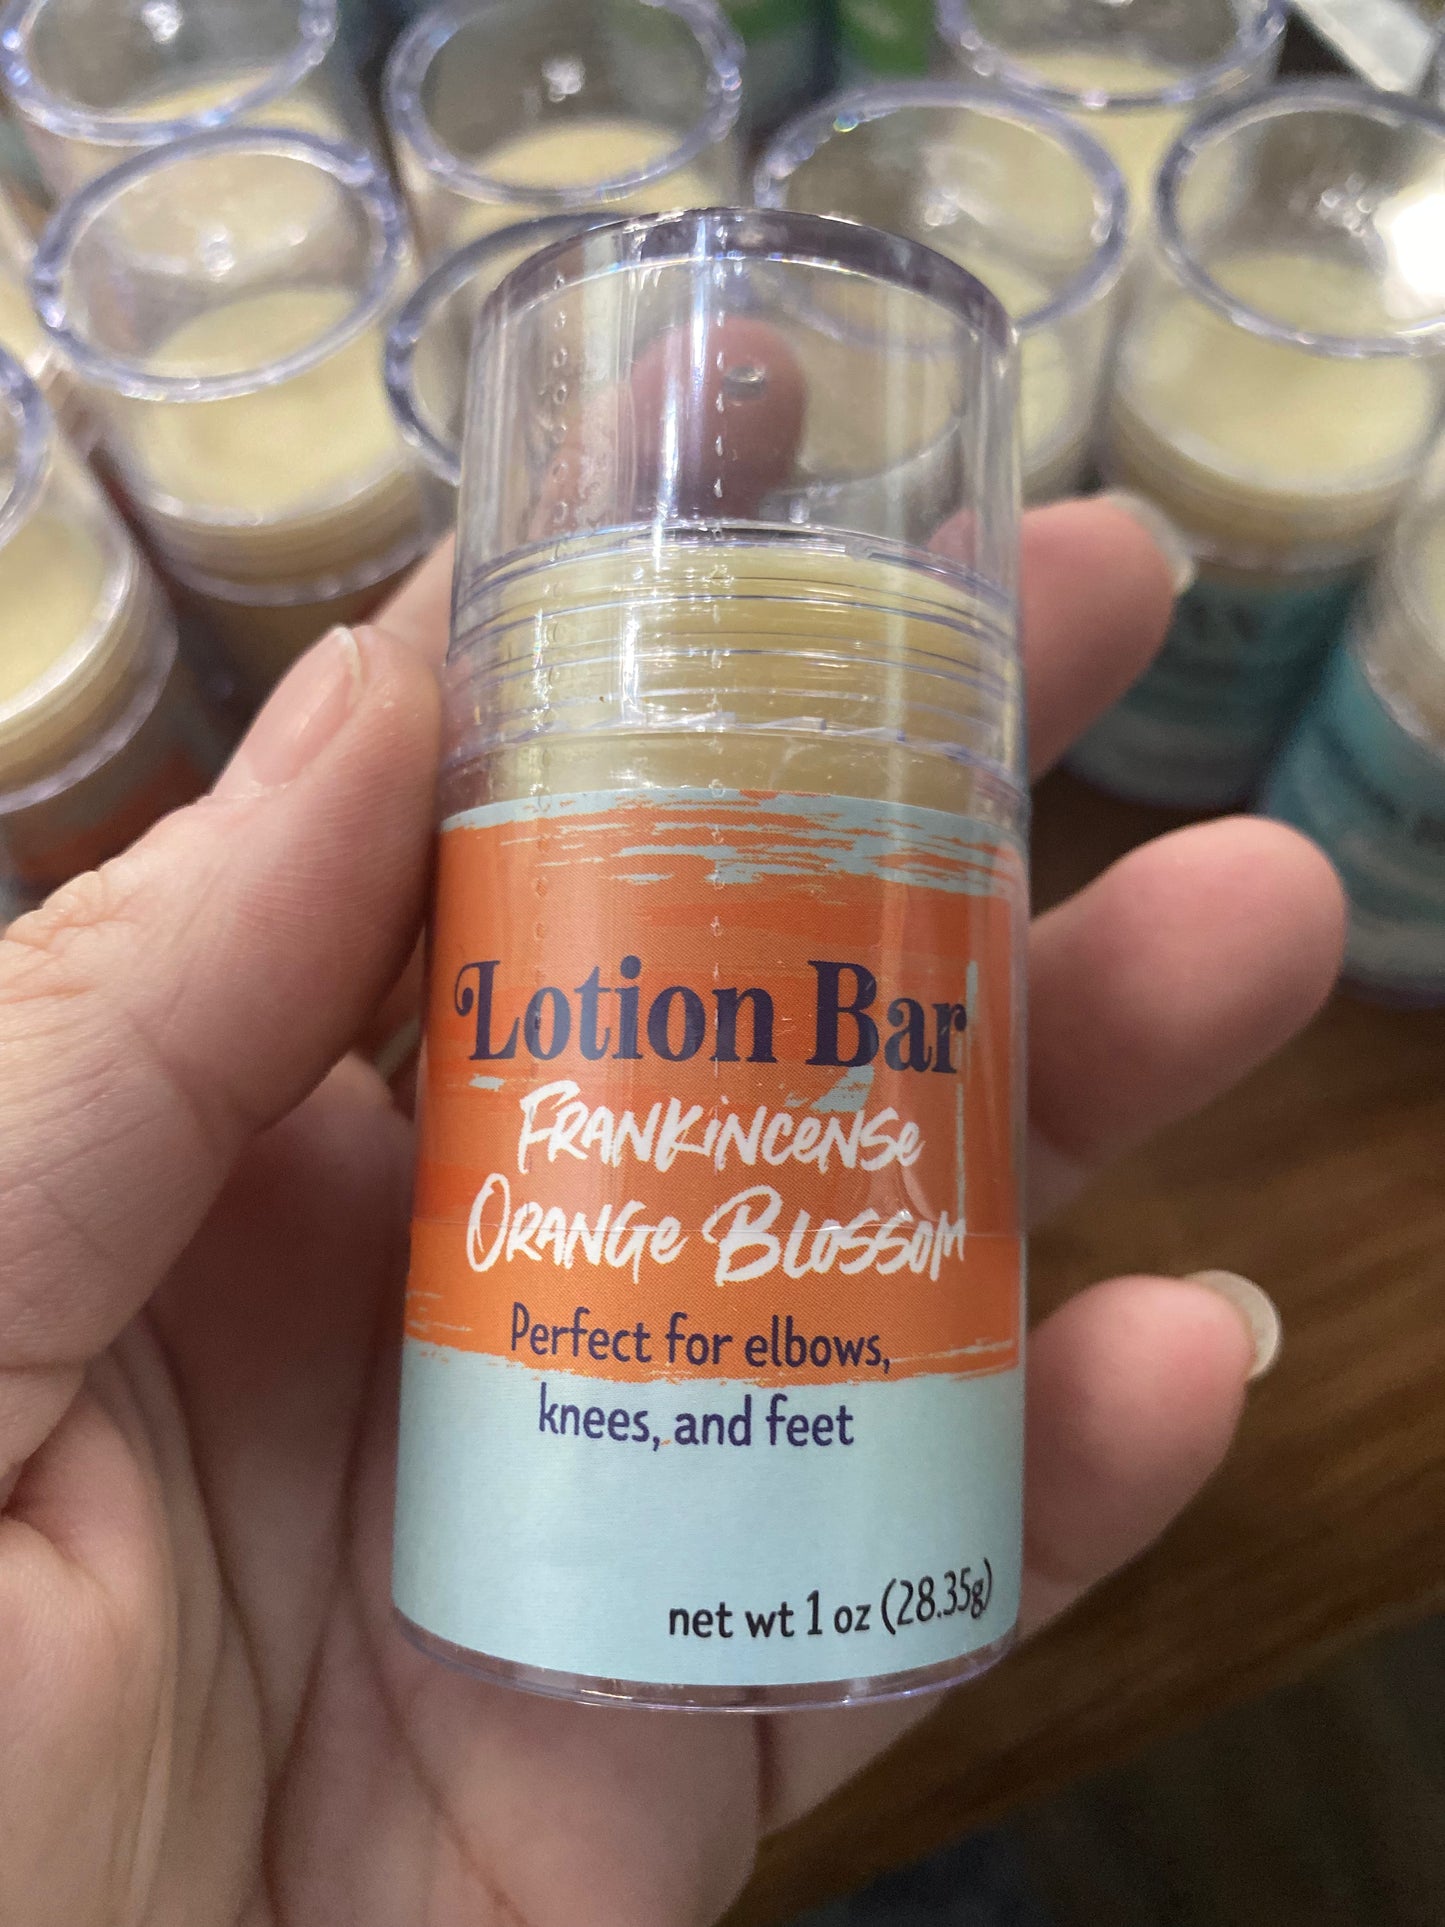 Lotion Bar
FRANKINCENSE
ORANGE BLOSSOM
Perfect for elbows,
knees, and feet
net wt 1 oz (28.35g)